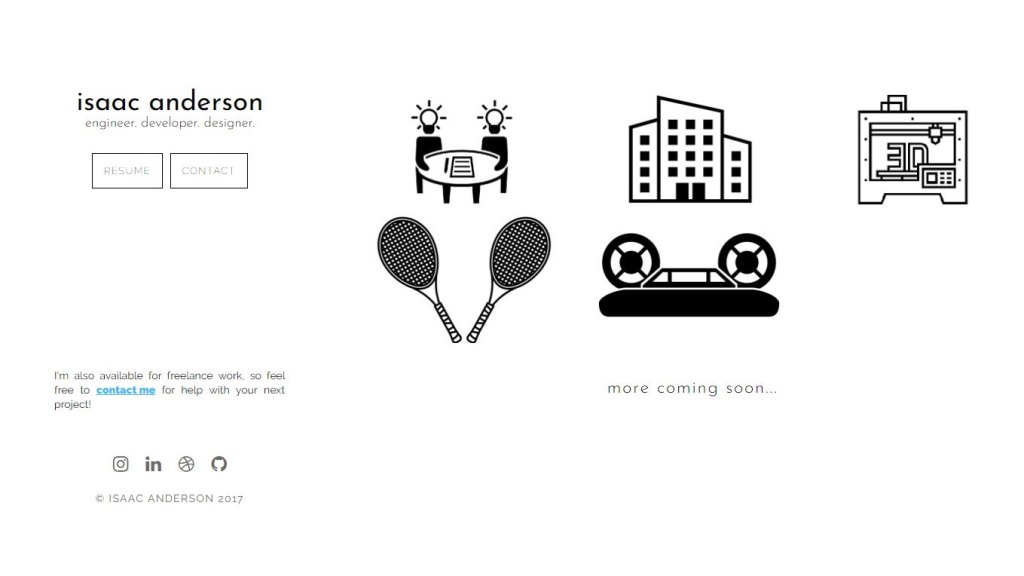 isaac anderson
engineer. developer. designer.
RESUME
CONTACT
3D
I'm also available for freelance work, so feel
free to contact me for help with your next
project!
more coming soon...
© ISAAC ANDERSON 2017